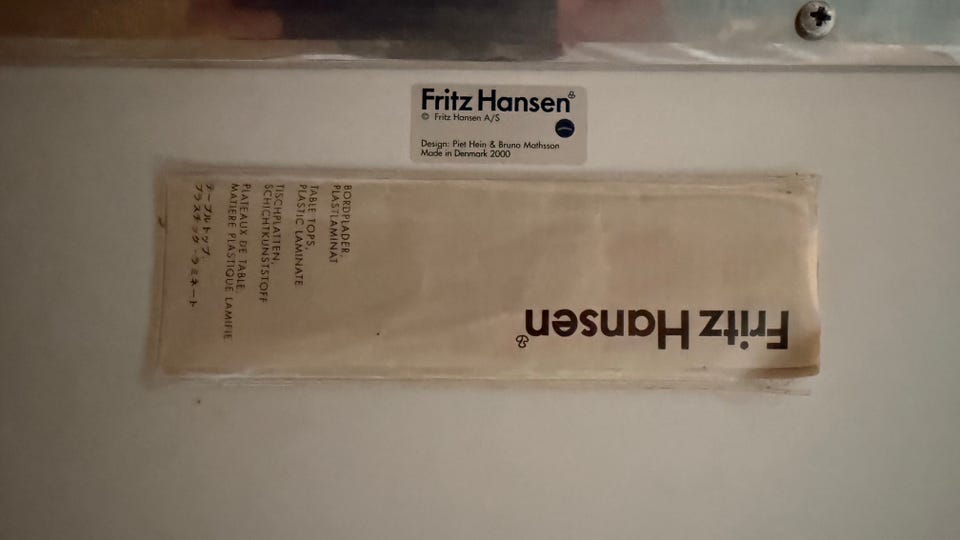 Fritz Hansen
© Fritz Hansen A/S
Design: Piet Hein & Bruno Mathsson
Made in Denmark 2000
Fritz Hansen
BORDPLADER,
PLASTLAMINAT
TABLE TOPS,
PLASTIC LAMINATE
TISCHPLATTEN,
SCHICHTKUNSTSTOFF
PLATEAUX DE TABLE,
MATIERE PLASTIQUE LAMIFIE
テーブルトップ,
プラスチック·ラミネート